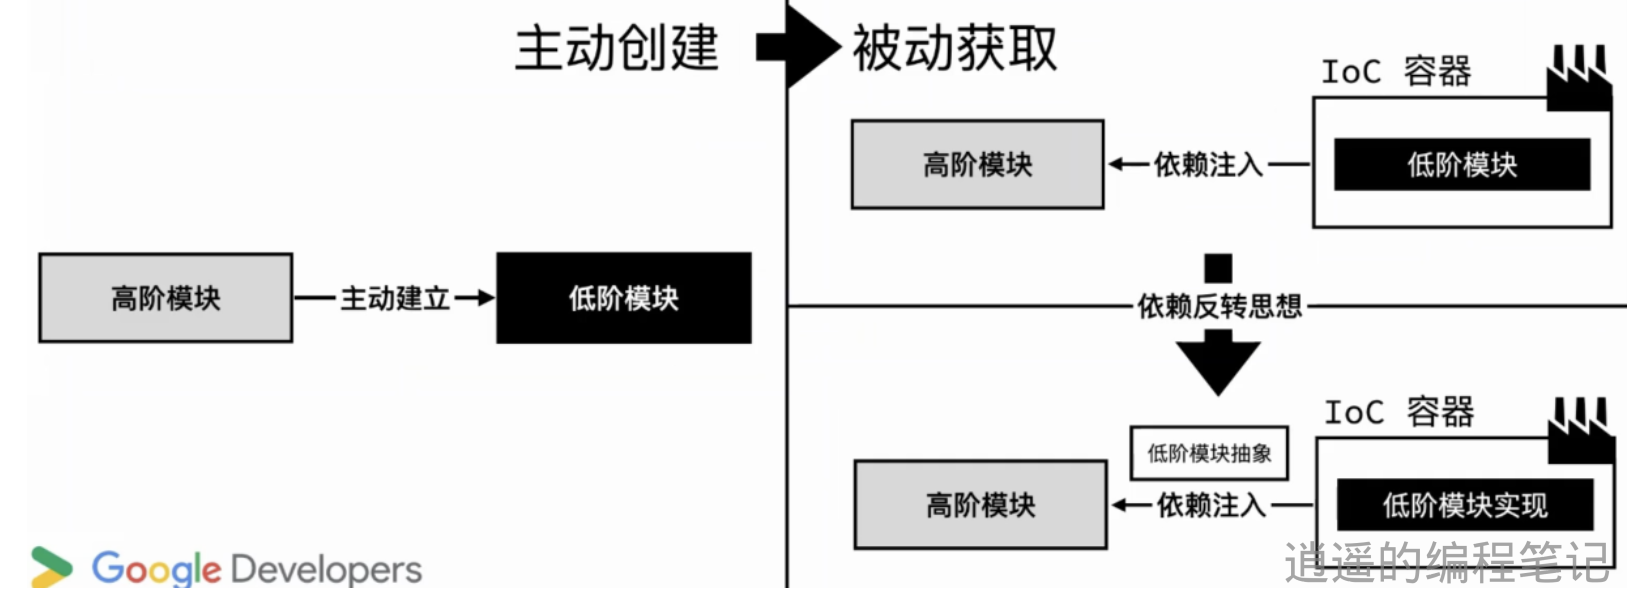 主动创建
被动获取
IoC 容器
高阶模块
依赖注入
低阶模块
高阶模块
主动建立
低阶模块
依赖反转思想
IoC 容器
低阶模块抽象
高阶模块
依赖注入
低阶模块实现
Google Developers
逍遥的编程笔记